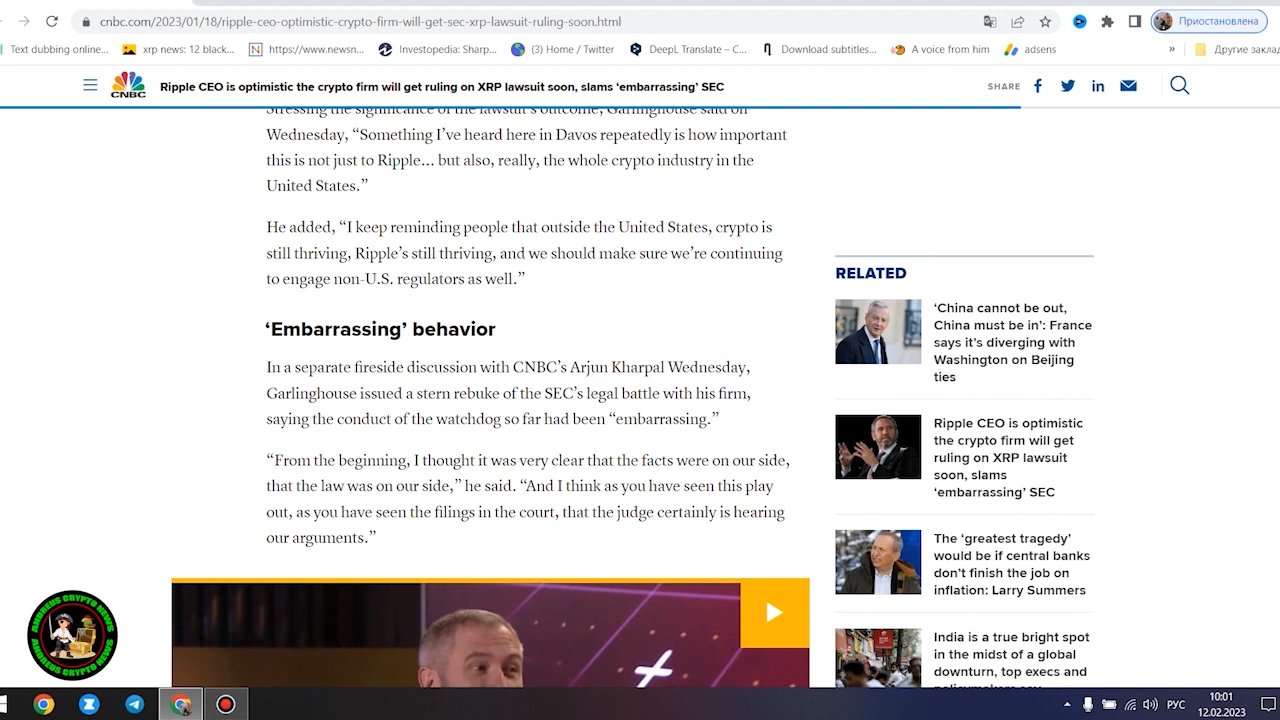 cnbc.com/2023/01/18/ripple-ceo-optimistic-crypto-firm-will-get-sec-xrp-lawsuit-ruling-soon.html
Приостановлена
Text dubbing online...
xrp news: 12 black...
https://www.newsn...
Investopedia: Sharp...
(3) Home / Twitter
DeepL Translate – C...
Download subtitles...
A voice from him
adsens
»
Другие закла
CNBC
Ripple CEO is optimistic the crypto firm will get ruling on XRP lawsuit soon, slams ‘embarrassing’ SEC
SHARE
Stressing the significance of the lawsuit’s outcome, Garlinghouse said on
Wednesday, “Something I’ve heard here in Davos repeatedly is how important
this is not just to Ripple… but also, really, the whole crypto industry in the
United States.”
He added, “I keep reminding people that outside the United States, crypto is
still thriving, Ripple’s still thriving, and we should make sure we’re continuing
to engage non-U.S. regulators as well.”
‘Embarrassing’ behavior
In a separate fireside discussion with CNBC’s Arjun Kharpal Wednesday,
Garlinghouse issued a stern rebuke of the SEC’s legal battle with his firm,
saying the conduct of the watchdog so far had been “embarrassing.”
“From the beginning, I thought it was very clear that the facts were on our side,
that the law was on our side,” he said. “And I think as you have seen this play
out, as you have seen the filings in the court, that the judge certainly is hearing
our arguments.”
RELATED
‘China cannot be out,
China must be in’: France
says it’s diverging with
Washington on Beijing
ties
Ripple CEO is optimistic
the crypto firm will get
ruling on XRP lawsuit
soon, slams
‘embarrassing’ SEC
The ‘greatest tragedy’
would be if central banks
don’t finish the job on
inflation: Larry Summers
India is a true bright spot
in the midst of a global
downturn, top execs and
AMAEUS CRYPTO NEWS
AMAEUS CRYPTO NEWS
РУС
10:01
12.02.2023